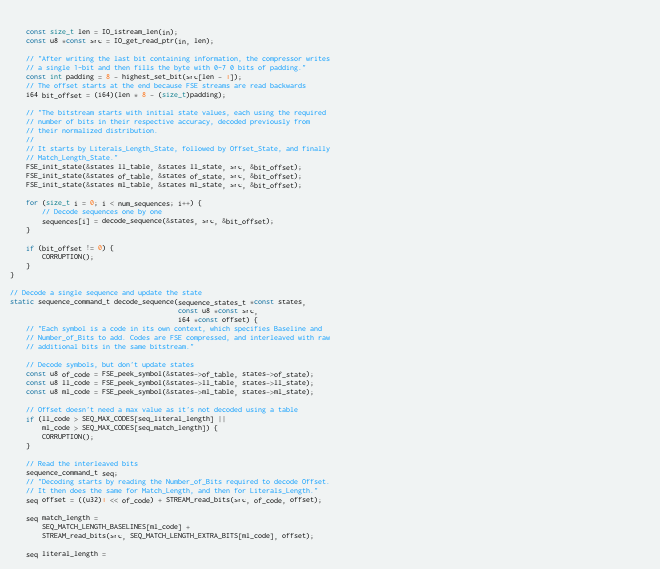 const size_t len = IO_istream_len(in);
const u8 *const src = IO_get_read_ptr(in, len);
// "After writing the last bit containing information, the compressor writes
// a single 1-bit and then fills the byte with 0-7 0 bits of padding."
const int padding = 8 - highest_set_bit(src[len - 1]);
// The offset starts at the end because FSE streams are read backwards
i64 bit_offset = (i64)(len * 8 - (size_t)padding);
// "The bitstream starts with initial state values, each using the required
// number of bits in their respective accuracy, decoded previously from
// their normalized distribution.
//
// It starts by Literals_Length_State, followed by Offset_State, and finally
// Match_Length_State."
FSE_init_state(&states ll_table, &states ll_state, src, &bit_offset);
FSE_init_state(&states of_table, &states of_state, src, &bit_offset);
FSE_init_state(&states ml_table, &states ml_state, src, &bit_offset);
for (size_t i = 0; i < num_sequences; i++) {
// Decode sequences one by one
sequences[i] = decode_sequence(&states, src, &bit_offset);
}
if (bit_offset != 0) {
CORRUPTION();
}
}
// Decode a single sequence and update the state
static sequence_command_t decode_sequence(sequence_states_t *const states,
const u8 *const src,
i64 *const offset) {
// "Each symbol is a code in its own context, which specifies Baseline and
// Number_of_Bits to add. Codes are FSE compressed, and interleaved with raw
// additional bits in the same bitstream."
// Decode symbols, but don't update states
const u8 of_code = FSE_peek_symbol(&states->of_table, states->of_state);
const u8 ll_code = FSE_peek_symbol(&states->ll_table, states->ll_state);
const u8 ml_code = FSE_peek_symbol(&states->ml_table, states->ml_state);
// Offset doesn't need a max value as it's not decoded using a table
if (ll_code > SEQ_MAX_CODES[seq_literal_length] ||
ml_code > SEQ_MAX_CODES[seq_match_length]) {
CORRUPTION();
}
// Read the interleaved bits
sequence_command_t seq;
// "Decoding starts by reading the Number_of_Bits required to decode Offset.
// It then does the same for Match_Length, and then for Literals_Length."
seq offset = ((u32)1 << of_code) + STREAM_read_bits(src, of_code, offset);
seq match_length =
SEQ_MATCH_LENGTH_BASELINES[ml_code] +
STREAM_read_bits(src, SEQ_MATCH_LENGTH_EXTRA_BITS[ml_code], offset);
seq literal_length =